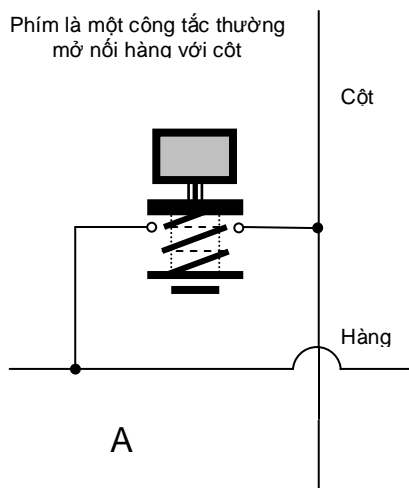 Phím là một công tắc thường
mở nối hàng với cột
Cột
Hàng
A